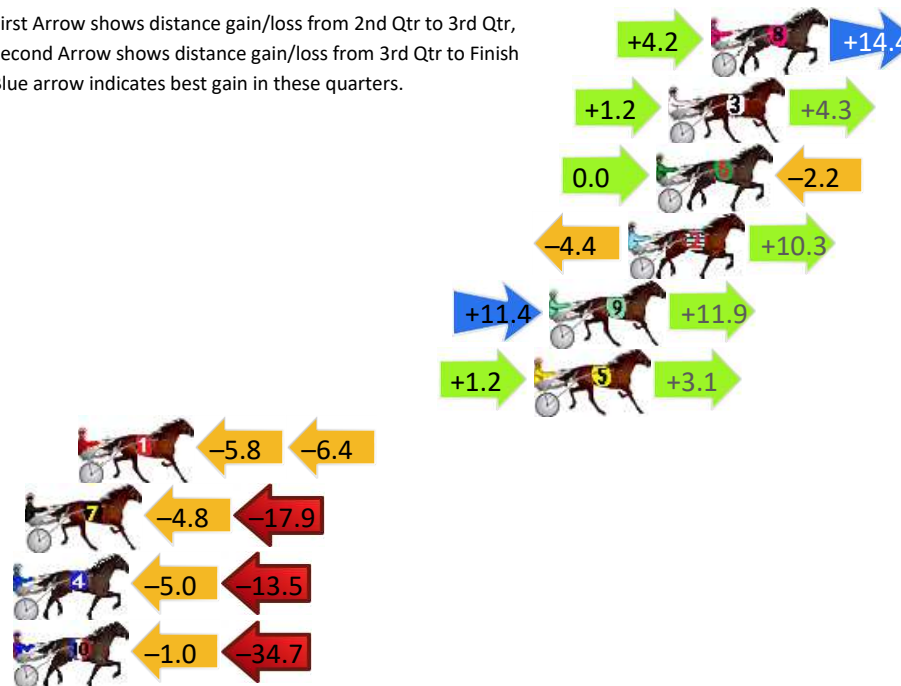 irst Arrow shows distance gain/loss from 2nd Qtr to 3rd Qtr,
econd Arrow shows distance gain/loss from 3rd Qtr to Finish
lue arrow indicates best gain in these quarters.
+4.2 8 +14.4
+1.2 3 +4.3
0.0 6 –2.2
–4.4 2 +10.3
+11.4 9 +11.9
+1.2 5 +3.1
1 –5.8 –6.4
7 –4.8 –17.9
4 –5.0 –13.5
10 –1.0 –34.7